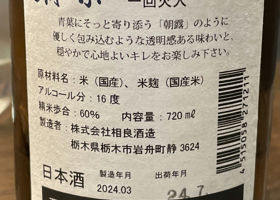 一回火入
青葉にそっと寄り添う「朝露」のように
優しく包み込むような透明感ある味わいと、
穏やかで心地よいキレをお楽しみ下さい。
原材料名：米（国産）、米麹（国産米）
アルコール分：16度
精米歩合：60%　内容量：720㎖
製造者：株式会社相良酒造
栃木県栃木市岩舟町静 3624
日本酒
製造年月
2024.03
出荷年月
24.7
4 515058 271211